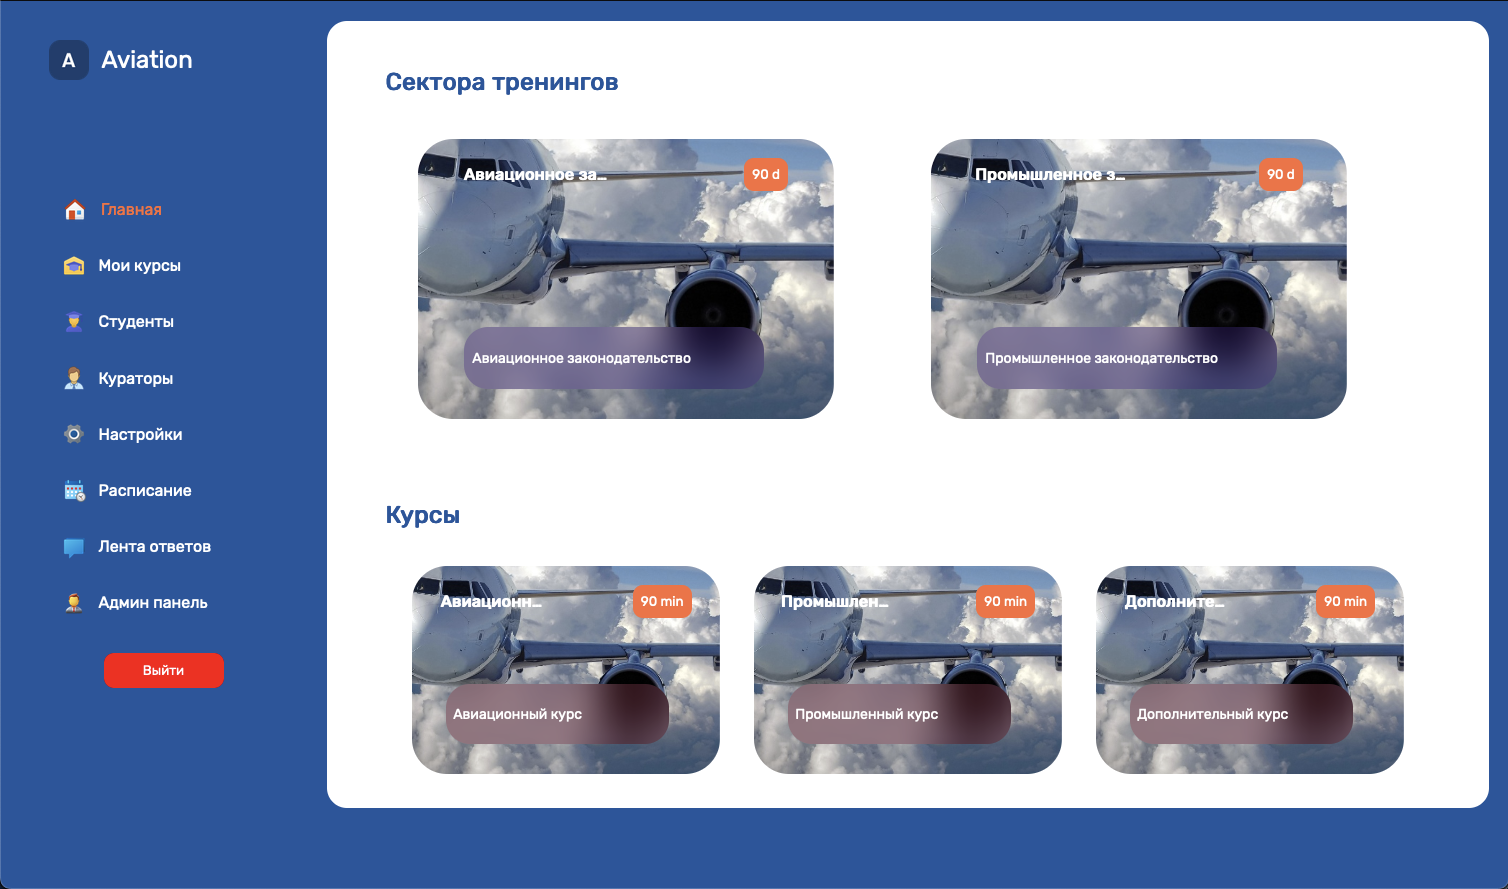 A Aviation
Главная
Мои курсы
Студенты
Кураторы
Настройки
Расписание
Лента ответов
Админ панель
Выйти
Сектора тренингов
Авиационное за... 90 d
Авиационное законодательство
Промышленное з... 90 d
Промышленное законодательство
Курсы
Авиационн... 90 min
Авиационный курс
Промышлен... 90 min
Промышленный курс
Дополните... 90 min
Дополнительный курс